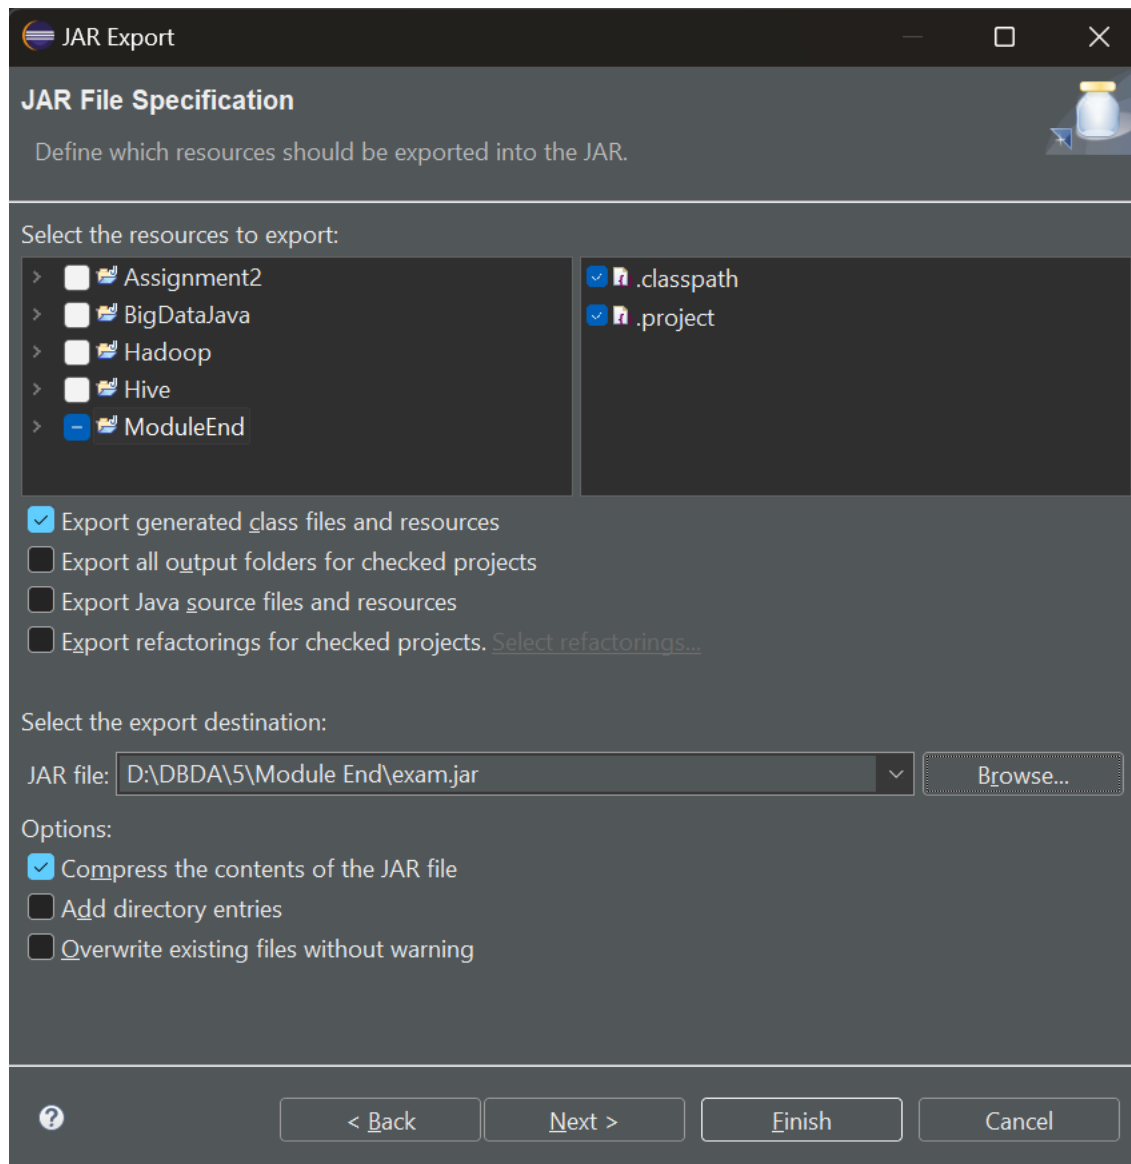 JAR Export
JAR File Specification
Define which resources should be exported into the JAR.
Select the resources to export:
Assignment2
BigDataJava
Hadoop
Hive
ModuleEnd
.classpath
.project
Export generated class files and resources
Export all output folders for checked projects
Export Java source files and resources
Export refactorings for checked projects. Select refactorings...
Select the export destination:
JAR file: D:\DBDA\5\Module End\exam.jar Browse...
Options:
Compress the contents of the JAR file
Add directory entries
Overwrite existing files without warning
? < Back Next > Finish Cancel